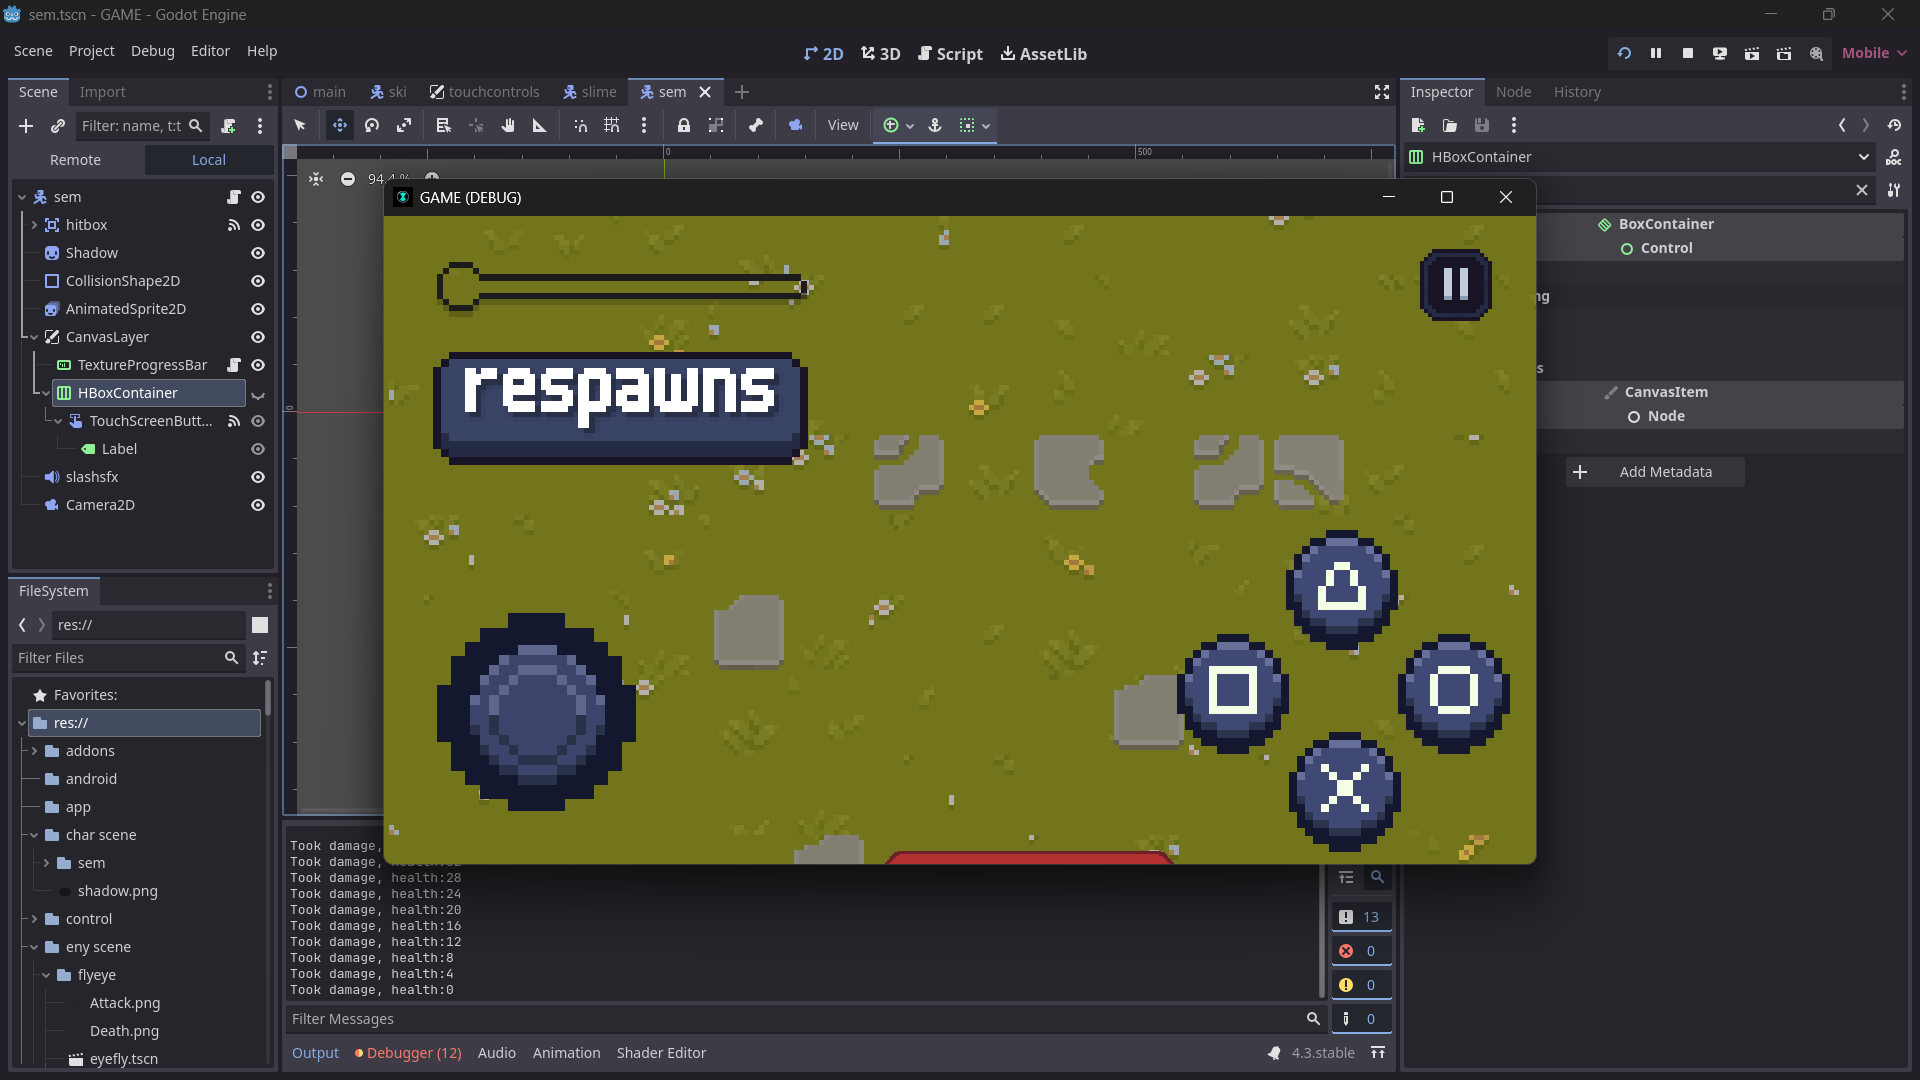 sem.tscn - GAME - Godot Engine
Scene Project Debug Editor Help
2D 3D Script AssetLib
Mobile
Scene Import
main ski touchcontrols slime sem
Inspector Node History
Filter: name, t:t
View
Remote Local
0 500
HBoxContainer
94.4 %
sem
hitbox
Shadow
CollisionShape2D
AnimatedSprite2D
CanvasLayer
TextureProgressBar
HBoxContainer
TouchScreenButt...
Label
slashsfx
Camera2D
GAME (DEBUG)
respawns
BoxContainer
Control
ng
s
CanvasItem
Node
Add Metadata
0
FileSystem
res://
Filter Files
Favorites:
res://
addons
android
app
char scene
sem
shadow.png
control
eny scene
flyeye
Attack.png
Death.png
eyefly.tscn
Took damage,
Took damage, health:28
Took damage, health:24
Took damage, health:20
Took damage, health:16
Took damage, health:12
Took damage, health:8
Took damage, health:4
Took damage, health:0
13
0
0
0
Filter Messages
Output Debugger (12) Audio Animation Shader Editor
4.3.stable